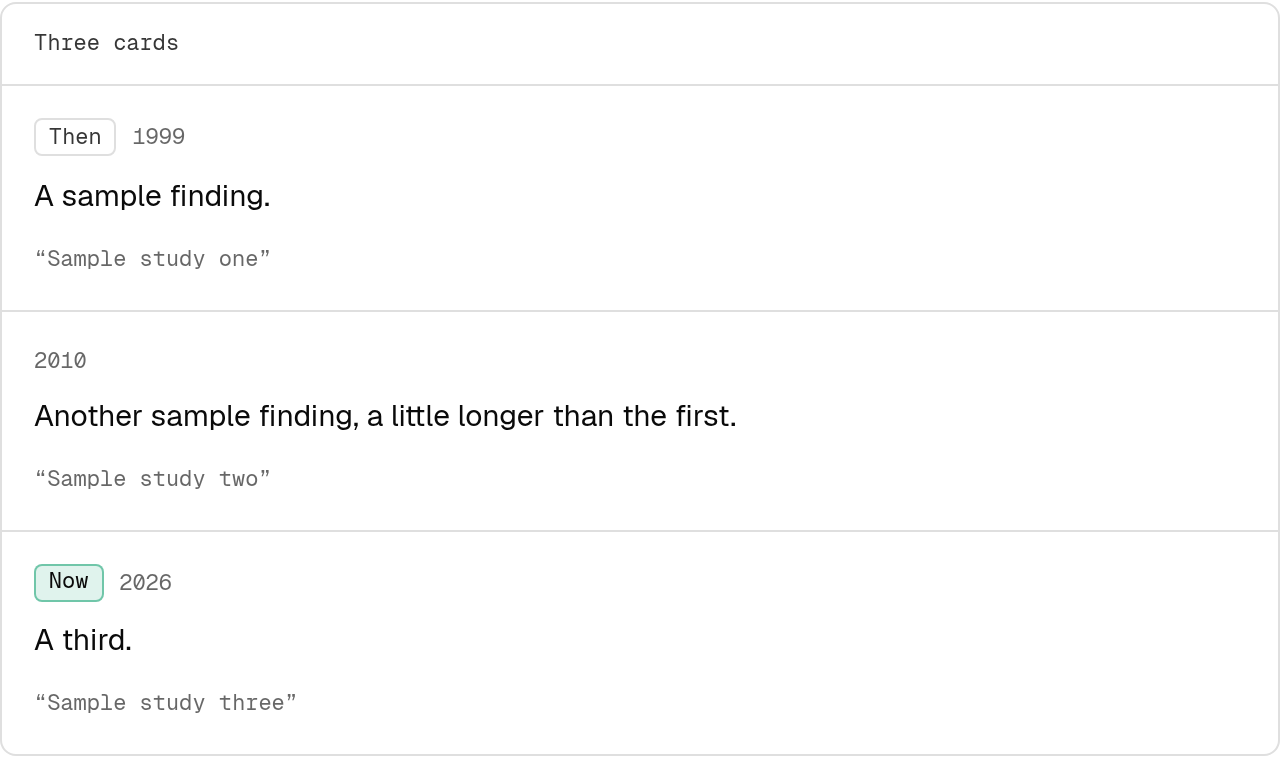 Three cards
Then 1999
A sample finding.
“Sample study one”
2010
Another sample finding, a little longer than the first.
“Sample study two”
Now 2026
A third.
“Sample study three”